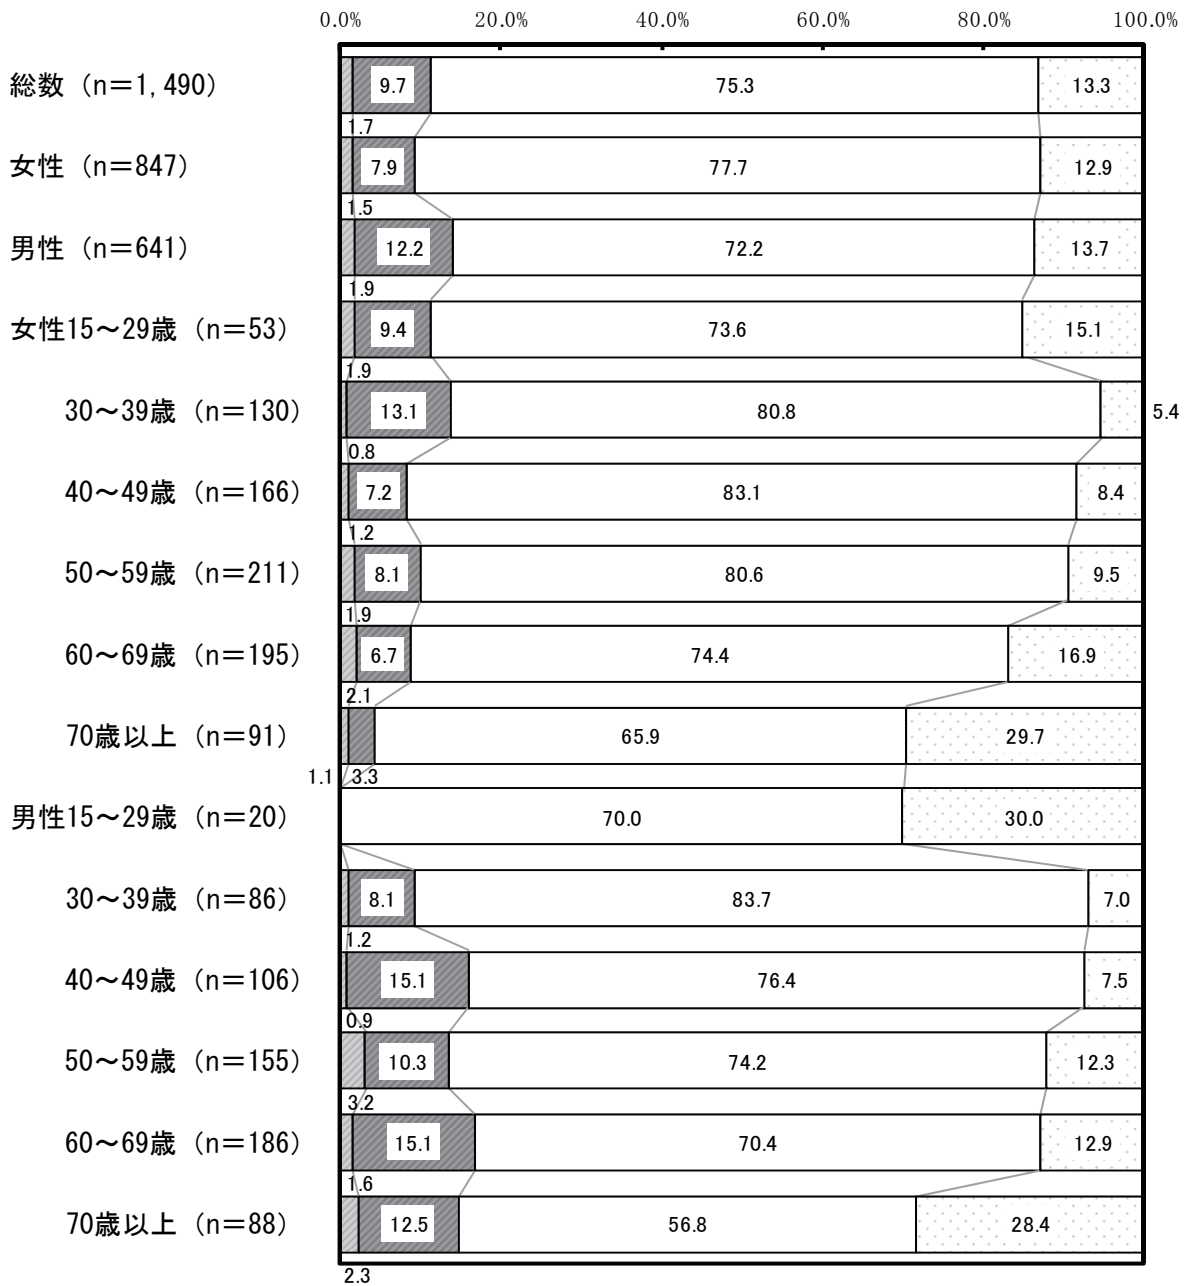 0.0% 20.0% 40.0% 60.0% 80.0% 100.0%
総数（n＝1,490） 9.7 75.3 13.3
1.7
女性（n＝847） 7.9 77.7 12.9
1.5
男性（n＝641） 12.2 72.2 13.7
1.9
女性15～29歳（n＝53） 9.4 73.6 15.1
1.9
30～39歳（n＝130） 13.1 80.8 5.4
0.8
40～49歳（n＝166） 7.2 83.1 8.4
1.2
50～59歳（n＝211） 8.1 80.6 9.5
1.9
60～69歳（n＝195） 6.7 74.4 16.9
2.1
70歳以上（n＝91） 65.9 29.7
1.1 3.3
男性15～29歳（n＝20） 70.0 30.0
30～39歳（n＝86） 8.1 83.7 7.0
1.2
40～49歳（n＝106） 15.1 76.4 7.5
0.9
50～59歳（n＝155） 10.3 74.2 12.3
3.2
60～69歳（n＝186） 15.1 70.4 12.9
1.6
70歳以上（n＝88） 12.5 56.8 28.4
2.3